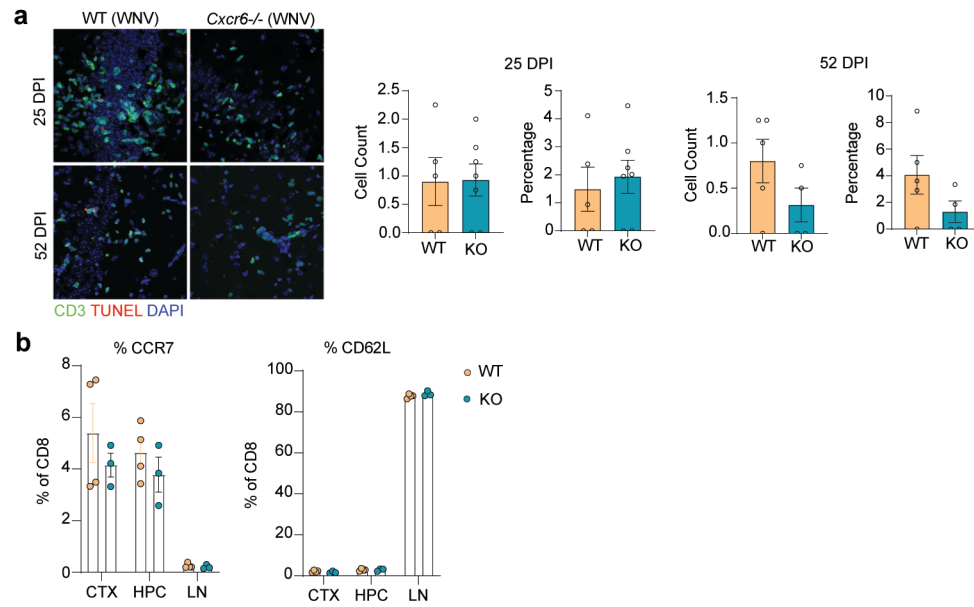 a
WT (WNV)
Cxcr6-/- (WNV)
25 DPI
52 DPI
CD3 TUNEL DAPI
25 DPI
Cell Count
2.5
2.0
1.5
1.0
0.5
0.0
WT KO
Percentage
5
4
3
2
1
0
WT KO
52 DPI
Cell Count
1.5
1.0
0.5
0.0
WT KO
Percentage
10
8
6
4
2
0
WT KO
b
% CCR7
% of CD8
8
6
4
2
0
CTX HPC LN
% CD62L
% of CD8
100
80
60
40
20
0
CTX HPC LN
WT
KO